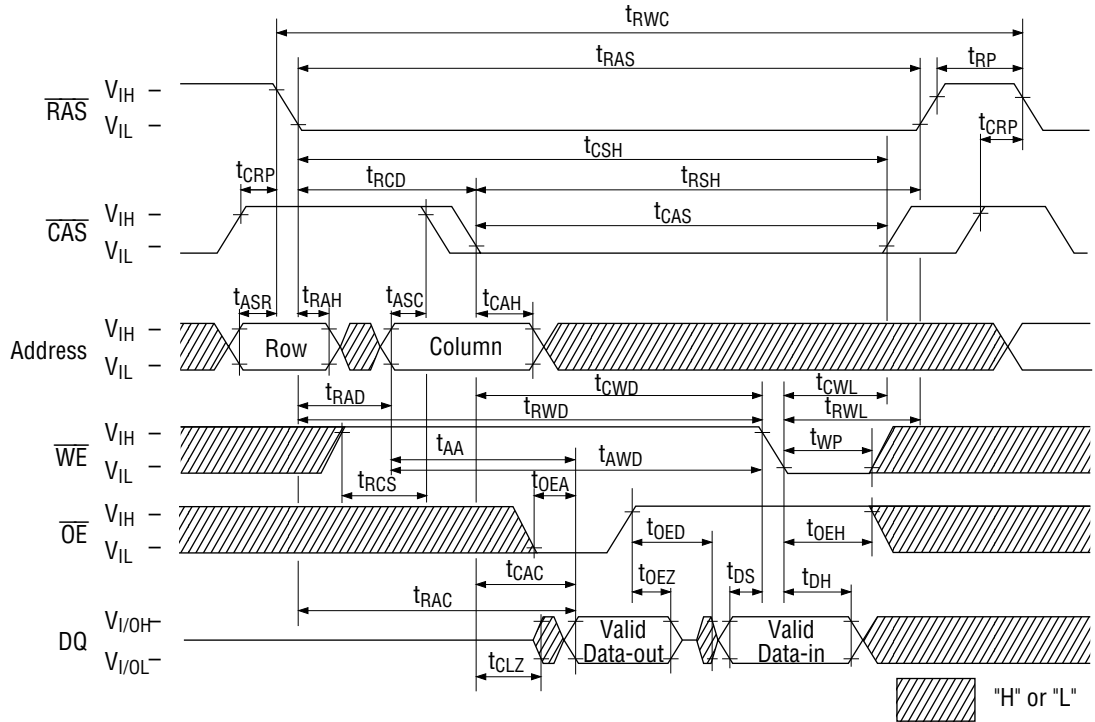 tRWC
tRAS
tRP
RAS VIH –
VIL –
tCRP
tCSH
tCRP
tRCD
tRSH
CAS VIH –
VIL –
tCAS
tASR
tRAH
tASC
tCAH
Address VIH –
VIL –
Row
Column
tRAD
tCWD
tCWL
tRWD
tRWL
WE VIH –
VIL –
tAA
tWP
tAWD
tRCS
tOEA
OE VIH –
VIL –
tOED
tOEH
tCAC
tOEZ
tDS
tDH
tRAC
DQ VI/OH –
VI/OL –
Valid
Data-out
Valid
Data-in
tCLZ
"H" or "L"